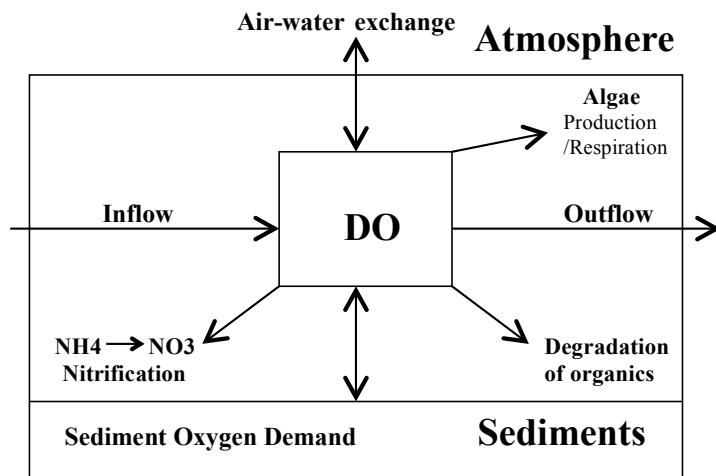 Air-water exchange
Atmosphere
Algae
Production
/Respiration
Inflow
DO
Outflow
NH4 NO3
Nitrification
Degradation
of organics
Sediment Oxygen Demand
Sediments